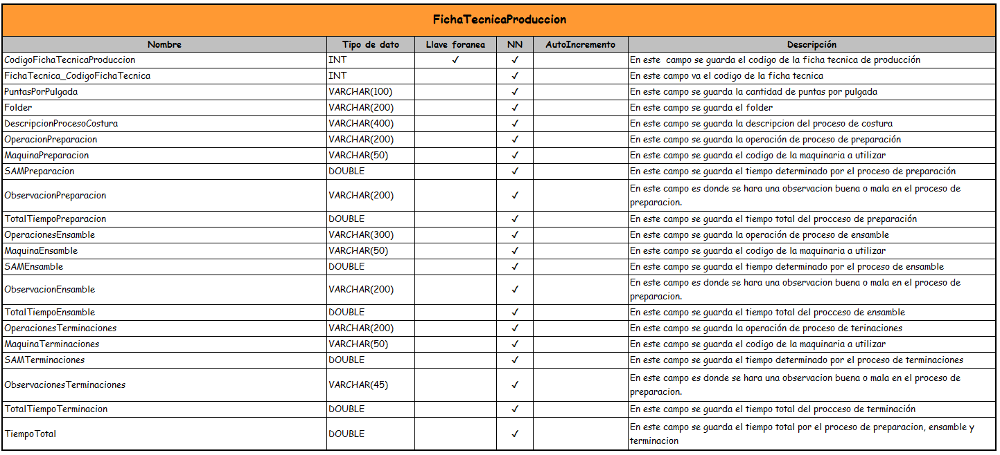 FichaTecnicaProduccion
Nombre Tipo de dato Llave foranea NN AutoIncremento Descripción
CodigoFichaTecnicaProduccion INT ✓ ✓ En este campo se guarda el codigo de la ficha tecnica de producción
FichaTecnica_CodigoFichaTecnica INT ✓ En este campo va el codigo de la ficha tecnica
PuntasPorPulgada VARCHAR(100) ✓ En este campo se guarda la cantidad de puntas por pulgada
Folder VARCHAR(200) ✓ En este campo se guarda el folder
DescripcionProcesoCostura VARCHAR(400) ✓ En este campo se guarda la descripcion del proceso de costura
OperacionPreparacion VARCHAR(200) ✓ En este campo se guarda la operación de proceso de preparación
MaquinaPreparacion VARCHAR(50) ✓ En este campo se guarda el codigo de la maquinaria a utilizar
SAMPreparacion DOUBLE ✓ En este campo se guarda el tiempo determinado por el proceso de preparación
ObservacionPreparacion VARCHAR(200) ✓ En este campo es donde se hara una observacion buena o mala en el proceso de
preparacion.
TotalTiempoPreparacion DOUBLE ✓ En este campo se guarda el tiempo total del procceso de preparación
OperacionesEnsamble VARCHAR(300) ✓ En este campo se guarda la operación de proceso de ensamble
MaquinaEnsamble VARCHAR(50) ✓ En este campo se guarda el codigo de la maquinaria a utilizar
SAMEnsamble DOUBLE ✓ En este campo se guarda el tiempo determinado por el proceso de ensamble
ObservacionEnsamble VARCHAR(200) ✓ En este campo es donde se hara una observacion buena o mala en el proceso de
preparacion.
TotalTiempoEnsamble DOUBLE ✓ En este campo se guarda el tiempo total del procceso de ensamble
OperacionesTerminaciones VARCHAR(200) ✓ En este campo se guarda la operación de proceso de terinaciones
MaquinaTerminaciones VARCHAR(50) ✓ En este campo se guarda el codigo de la maquinaria a utilizar
SAMTerminaciones DOUBLE ✓ En este campo se guarda el tiempo determinado por el proceso de terminaciones
ObservacionesTerminaciones VARCHAR(45) ✓ En este campo es donde se hara una observacion buena o mala en el proceso de
preparacion.
TotalTiempoTerminacion DOUBLE ✓ En este campo se guarda el tiempo total del procceso de terminación
TiempoTotal DOUBLE ✓ En este campo se guarda el tiempo total por el proceso de preparacion, ensamble y
terminacion